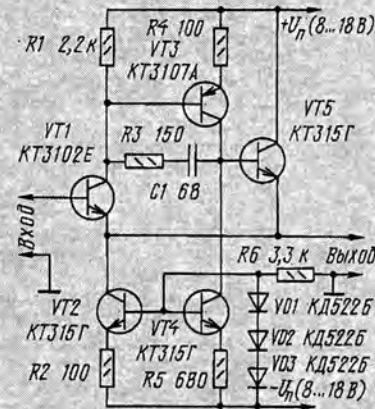 R4 100
+Uп (8...18 В)
R1 2,2 к
VT3
КТ3107А
VT5
КТ315Г
VT1
КТ3102Е
R3 150
C1 68
Вход
Выход
R6 3,3 к
VD1 КД522Б
VT2
КТ315Г
VT4
КТ315Г
VD2 КД522Б
R2 100
R5 680
VD3 КД522Б
-Uп (8...18 В)